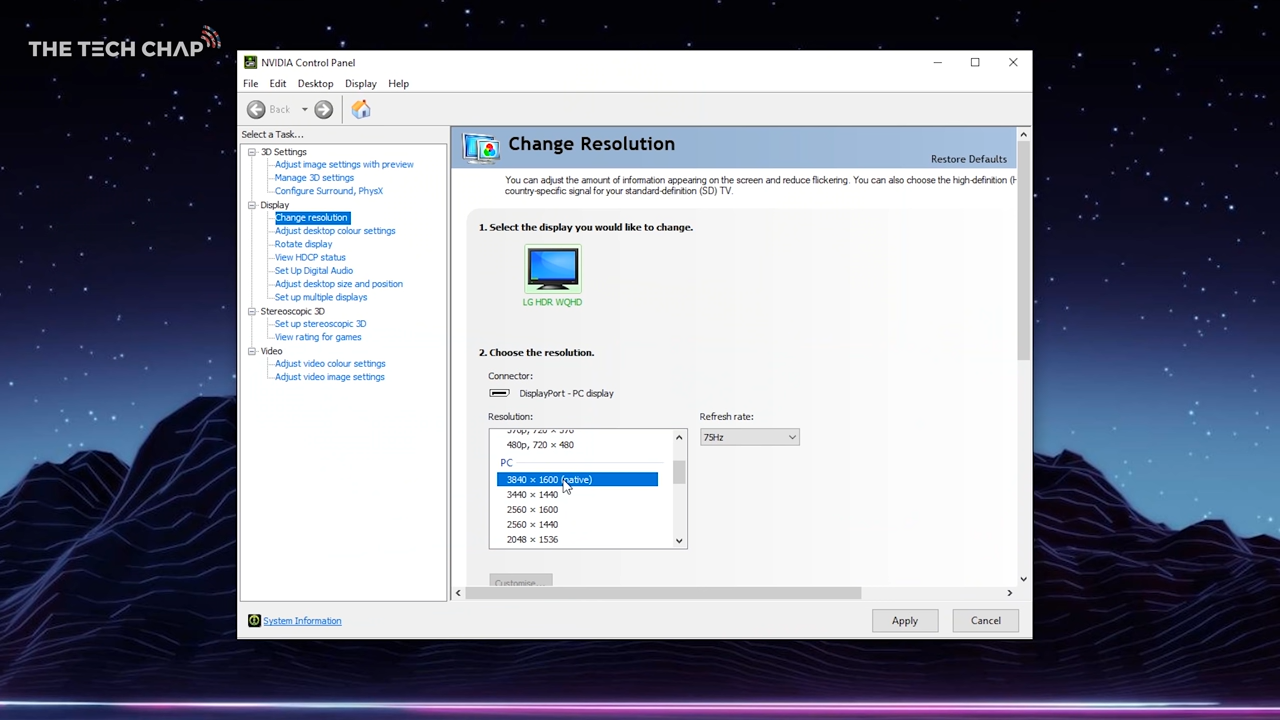 THE TECH CHAP
NVIDIA Control Panel
File Edit Desktop Display Help
Back
Select a Task...
3D Settings
Adjust image settings with preview
Manage 3D settings
Configure Surround, PhysX
Display
Change resolution
Adjust desktop colour settings
Rotate display
View HDCP status
Set Up Digital Audio
Adjust desktop size and position
Set up multiple displays
Stereoscopic 3D
Set up stereoscopic 3D
View rating for games
Video
Adjust video colour settings
Adjust video image settings
System Information
Change Resolution
Restore Defaults
You can adjust the amount of information appearing on the screen and reduce flickering. You can also choose the high-definition (H
country-specific signal for your standard-definition (SD) TV.
1. Select the display you would like to change.
LG HDR WQHD
2. Choose the resolution.
Connector:
DisplayPort - PC display
Resolution:
480p, 720 × 480
PC
3840 × 1600 (native)
3440 × 1440
2560 × 1600
2560 × 1440
2048 × 1536
Refresh rate:
75Hz
Customise...
Apply
Cancel